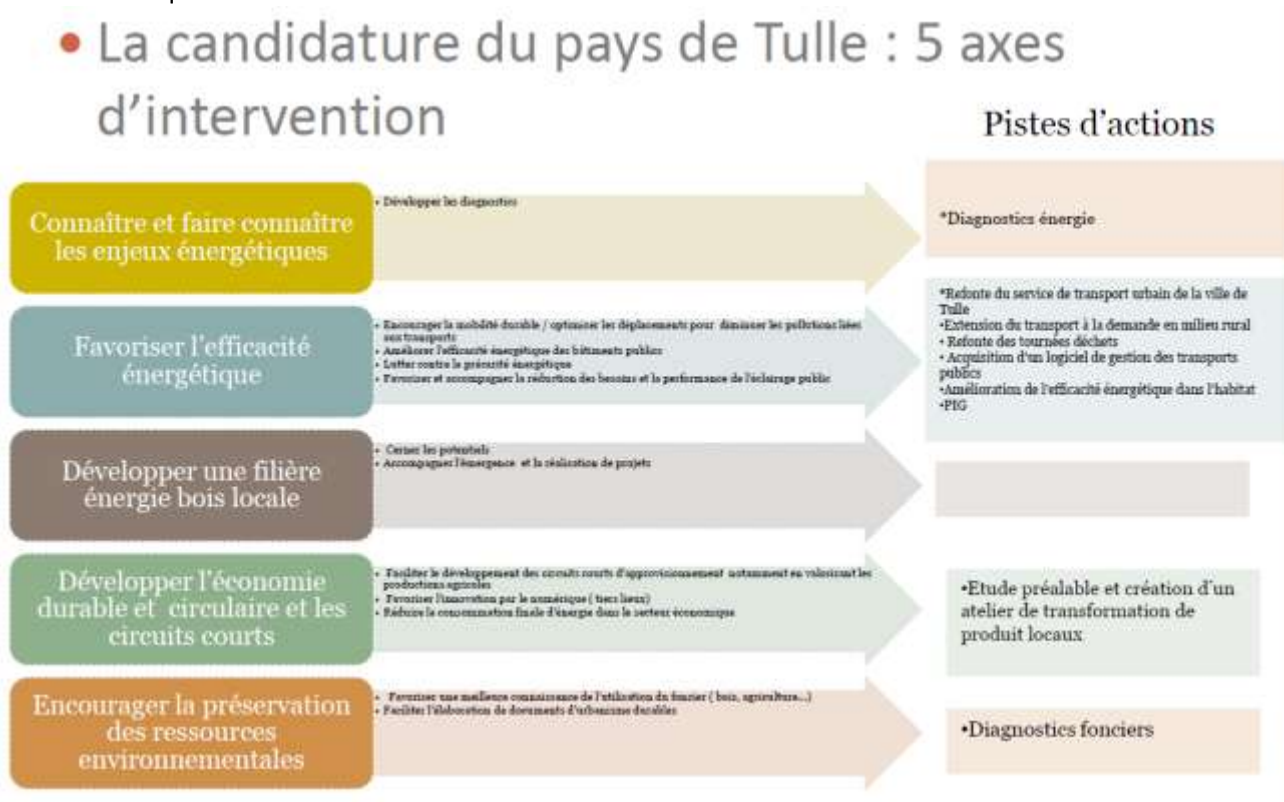 • La candidature du pays de Tulle : 5 axes
d’intervention
Pistes d’actions
Connaître et faire connaître
les enjeux énergétiques
• Développer les diagnostics
*Diagnostics énergie
Favoriser l’efficacité
énergétique
• Encourager la mobilité durable / optimiser les déplacements pour diminuer les pollutions liées
aux transports
• Améliorer l’efficacité énergétique des bâtiments publics
• Lutter contre la précarité énergétique
• Favoriser et accompagner la réduction des besoins et la performance de l’éclairage public
*Refonte du service de transport urbain de la ville de
Tulle
•Extension du transport à la demande en milieu rural
• Refonte des tournées déchets
• Acquisition d’un logiciel de gestion des transports
publics
•Amélioration de l’efficacité énergétique dans l’habitat
•PIG
Développer une filière
énergie bois locale
• Cerner les potentiels
• Accompagner l’émergence et la réalisation de projets
Développer l’économie
durable et circulaire et les
circuits courts
• Faciliter le développement des circuits courts d’approvisionnement notamment en valorisant les
productions agricoles
• Favoriser l’innovation par le numérique ( tiers lieux)
• Réduire la consommation finale d’énergie dans le secteur économique
•Etude préalable et création d’un
atelier de transformation de
produit locaux
Encourager la préservation
des ressources
environnementales
• Favoriser une meilleure connaissance de l’utilisation du foncier ( bois, agriculture...)
• Faciliter l’élaboration de documents d’urbanisme durables
•Diagnostics fonciers